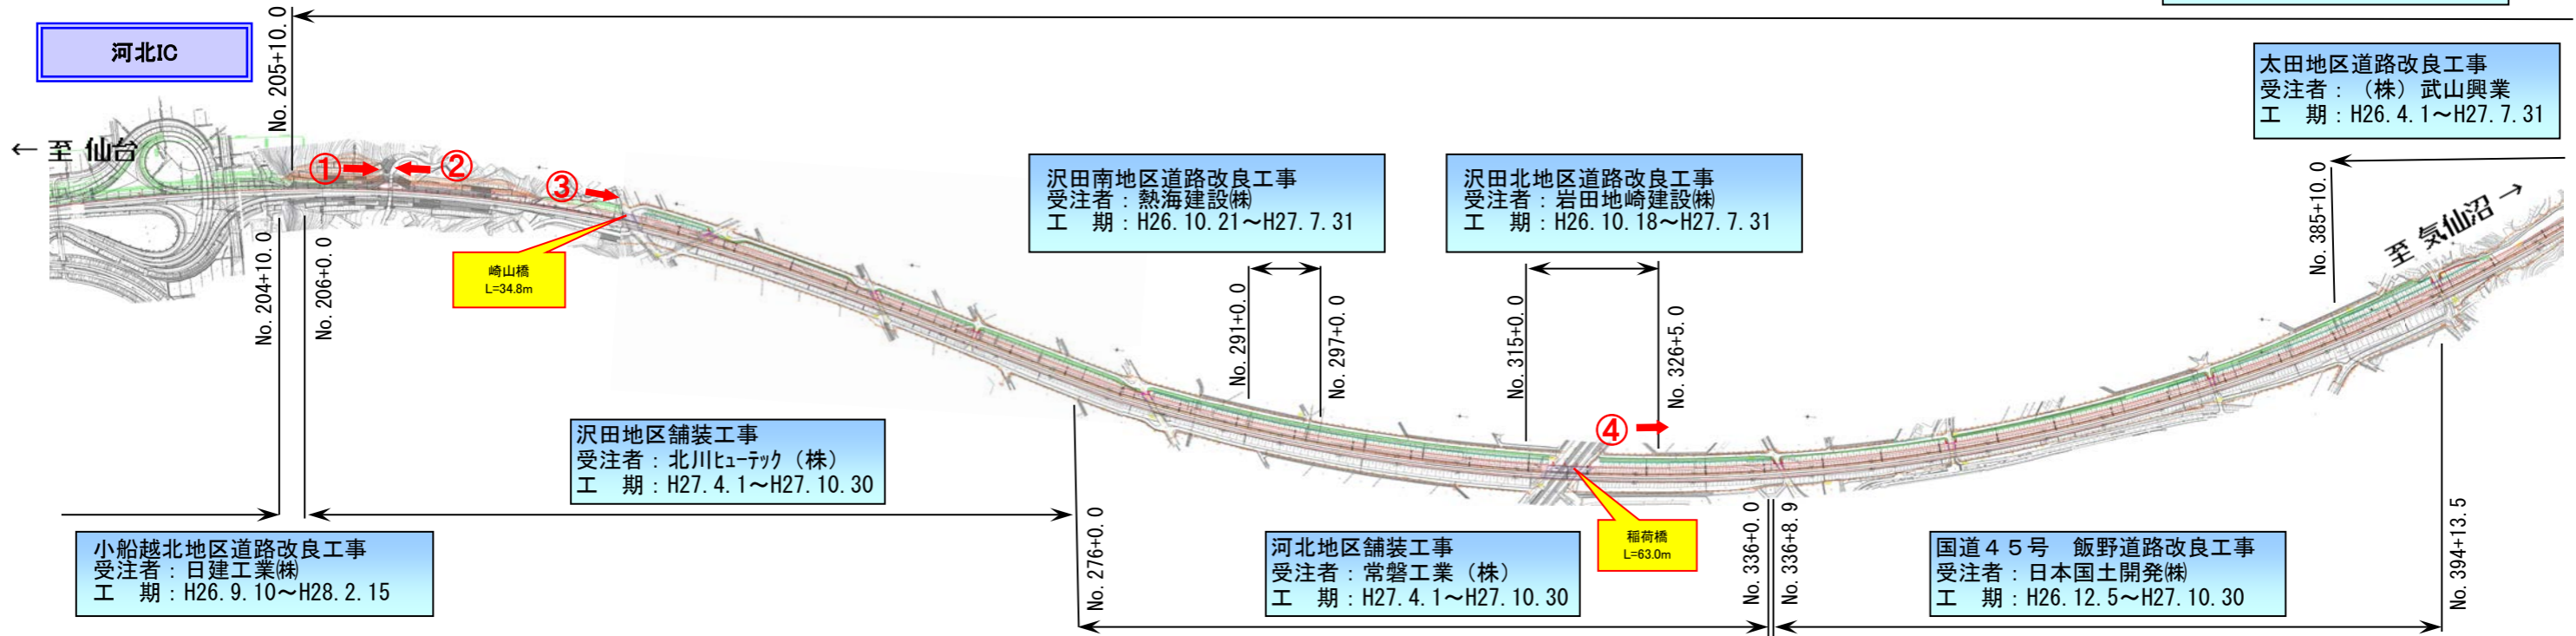 河北IC
No. 205+10. 0
← 至 仙台
①
②
③
太田地区道路改良工事
受注者：（株）武山興業
工　期：H26. 4. 1～H27. 7. 31
沢田南地区道路改良工事
受注者：熱海建設㈱
工　期：H26. 10. 21～H27. 7. 31
沢田北地区道路改良工事
受注者：岩田地崎建設㈱
工　期：H26. 10. 18～H27. 7. 31
No. 385+10. 0
至 気仙沼 →
No. 204+10. 0
No. 206+0. 0
崎山橋
L=34.8m
No. 291+0. 0
No. 297+0. 0
No. 315+0. 0
No. 326+5. 0
④
沢田地区舗装工事
受注者：北川ﾋｭｰﾃｯｸ（株）
工　期：H27. 4. 1～H27. 10. 30
小船越北地区道路改良工事
受注者：日建工業㈱
工　期：H26. 9. 10～H28. 2. 15
No. 276+0. 0
河北地区舗装工事
受注者：常磐工業（株）
工　期：H27. 4. 1～H27. 10. 30
稲荷橋
L=63.0m
No. 336+0. 0
No. 336+8. 9
国道４５号　飯野道路改良工事
受注者：日本国土開発㈱
工　期：H26. 12. 5～H27. 10. 30
No. 394+13. 5